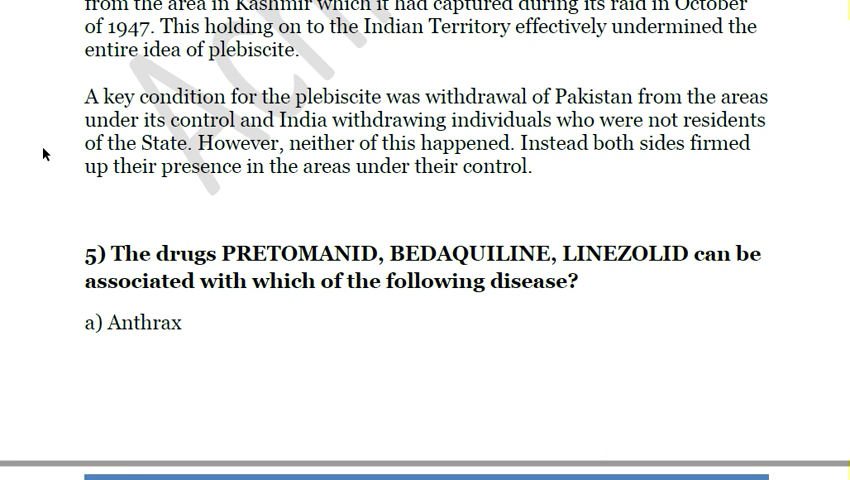 from the area in Kashmir which it had captured during its raid in October
of 1947. This holding on to the Indian Territory effectively undermined the
entire idea of plebiscite.
A key condition for the plebiscite was withdrawal of Pakistan from the areas
under its control and India withdrawing individuals who were not residents
of the State. However, neither of this happened. Instead both sides firmed
up their presence in the areas under their control.
5) The drugs PRETOMANID, BEDAQUILINE, LINEZOLID can be
associated with which of the following disease?
a) Anthrax